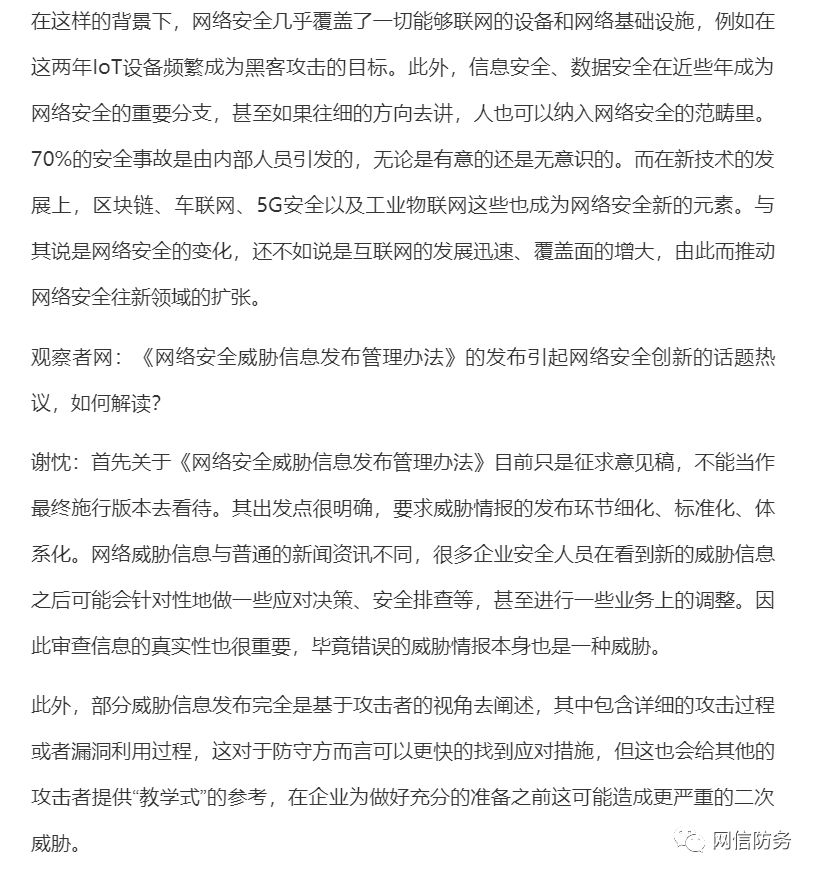 在这样的背景下，网络安全几乎覆盖了一切能够联网的设备和网络基础设施，例如在
这两年IoT设备频繁成为黑客攻击的目标。此外，信息安全、数据安全在近些年成为
网络安全的重要分支，甚至如果往细的方向去讲，人也可以纳入网络安全的范畴里。
70%的安全事故是由内部人员引发的，无论是有意的还是无意识的。而在新技术的发
展上，区块链、车联网、5G安全以及工业物联网这些也成为网络安全新的元素。与
其说是网络安全的变化，还不如说是互联网的发展迅速、覆盖面的增大，由此而推动
网络安全往新领域的扩张。
观察者网：《网络安全威胁信息发布管理办法》的发布引起网络安全创新的话题热
议，如何解读？
谢忱：首先关于《网络安全威胁信息发布管理办法》目前只是征求意见稿，不能当作
最终施行版本去看待。其出发点很明确，要求威胁情报的发布环节细化、标准化、体
系化。网络威胁信息与普通的新闻资讯不同，很多企业安全人员在看到新的威胁信息
之后可能会针对性地做一些应对决策、安全排查等，甚至进行一些业务上的调整。因
此审查信息的真实性也很重要，毕竟错误的威胁情报本身也是一种威胁。
此外，部分威胁信息发布完全是基于攻击者的视角去阐述，其中包含详细的攻击过程
或者漏洞利用过程，这对于防守方而言可以更快的找到应对措施，但这也会给其他的
攻击者提供“教学式”的参考，在企业为做好充分的准备之前这可能造成更严重的二次
威胁。
网信防务